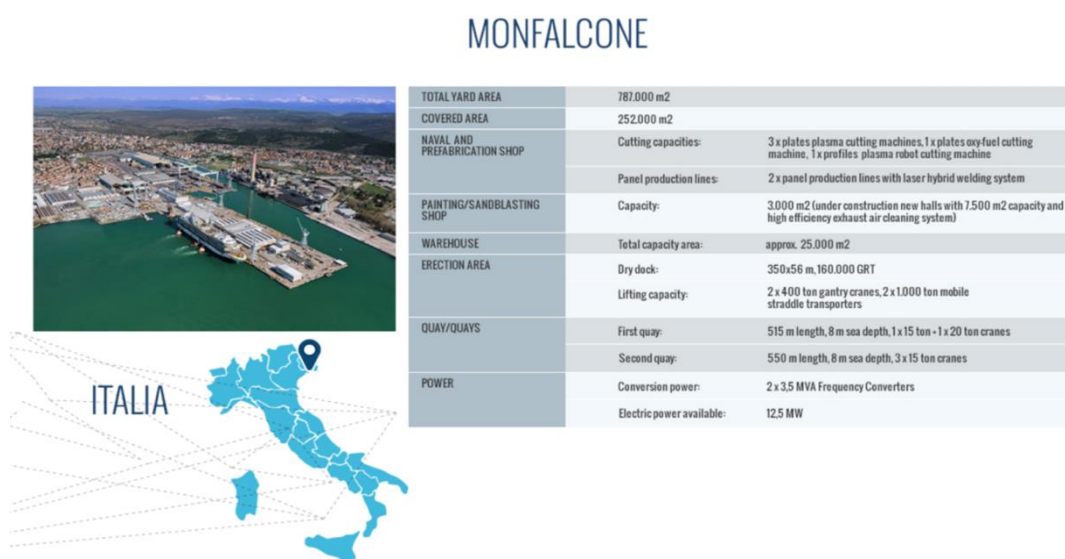 MONFALCONE
TOTAL YARD AREA 787.000 m2
COVERED AREA 252.000 m2
NAVAL AND
PREFABRICATION SHOP
Cutting capacities: 3 x plates plasma cutting machines, 1 x plates oxy-fuel cutting
machine, 1 x profiles plasma robot cutting machine
Panel production lines: 2 x panel production lines with laser hybrid welding system
PAINTING/SANDBLASTING
SHOP
Capacity: 3.000 m2 (under construction new halls with 7.500 m2 capacity and
high efficiency exhaust air cleaning system)
WAREHOUSE Total capacity area: approx. 25.000 m2
ERECTION AREA Dry dock: 350x56 m, 160.000 GRT
Lifting capacity: 2 x 400 ton gantry cranes, 2 x 1.000 ton mobile
straddle transporters
QUAY/QUAYS First quay: 515 m length, 8 m sea depth, 1 x 15 ton + 1 x 20 ton cranes
Second quay: 550 m length, 8 m sea depth, 3 x 15 ton cranes
POWER Conversion power: 2 x 3,5 MVA Frequency Converters
Electric power available: 12,5 MW
ITALIA